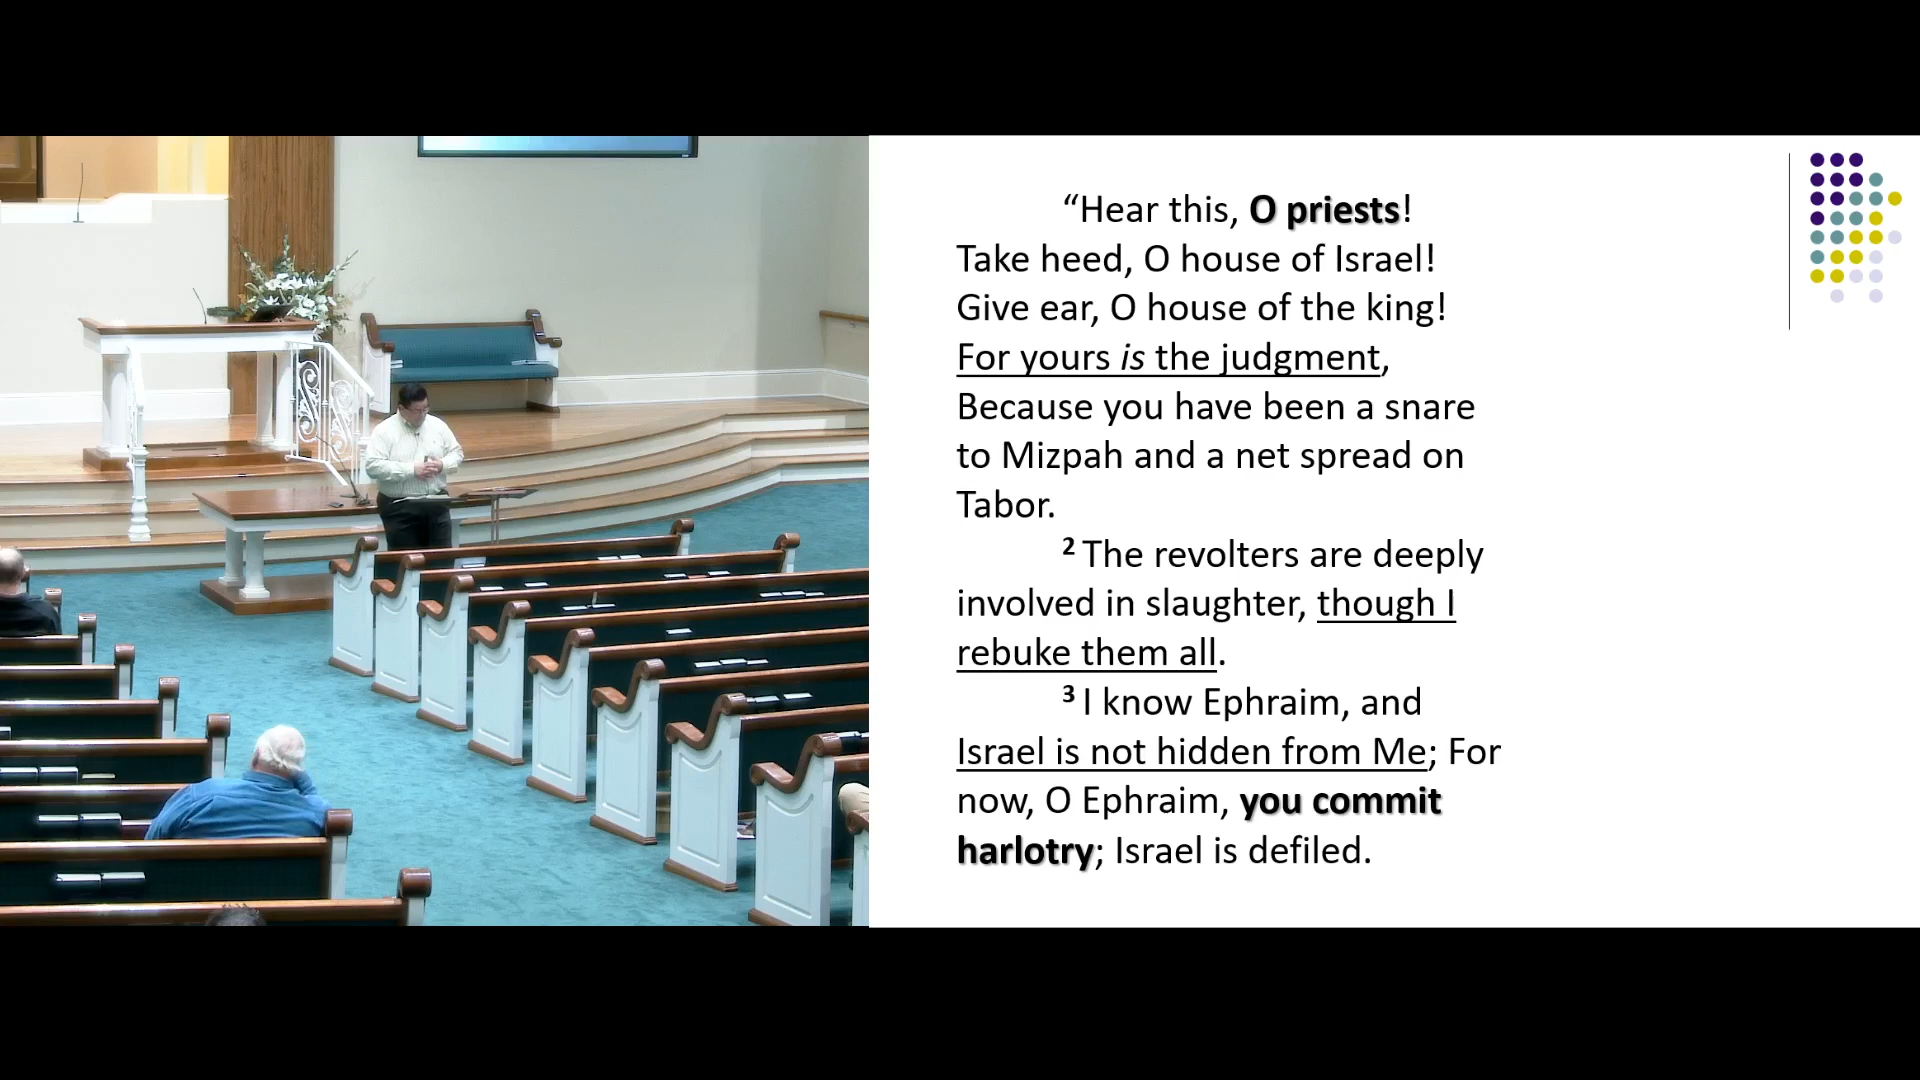 “Hear this, O priests!
Take heed, O house of Israel!
Give ear, O house of the king!
For yours is the judgment,
Because you have been a snare
to Mizpah and a net spread on
Tabor.
2 The revolters are deeply
involved in slaughter, though I
rebuke them all.
3 I know Ephraim, and
Israel is not hidden from Me; For
now, O Ephraim, you commit
harlotry; Israel is defiled.